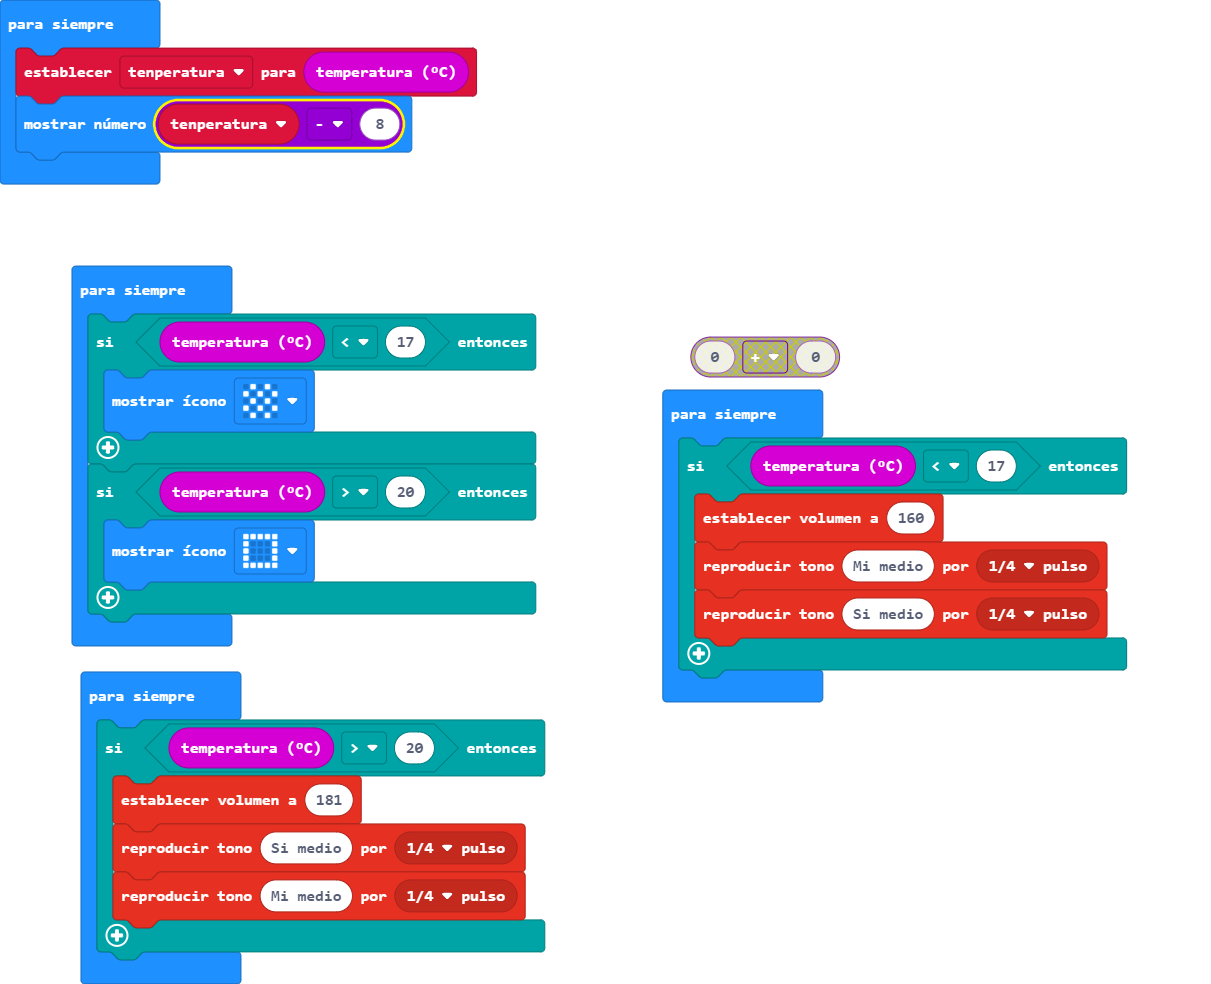 para siempre
establecer tenperatura para temperatura (ºC)
mostrar número tenperatura - 8
para siempre
si temperatura (ºC) < 17 entonces
mostrar ícono
si temperatura (ºC) > 20 entonces
mostrar ícono
para siempre
si temperatura (ºC) > 20 entonces
establecer volumen a 181
reproducir tono Si medio por 1/4 pulso
reproducir tono Mi medio por 1/4 pulso
0 + 0
para siempre
si temperatura (ºC) < 17 entonces
establecer volumen a 160
reproducir tono Mi medio por 1/4 pulso
reproducir tono Si medio por 1/4 pulso